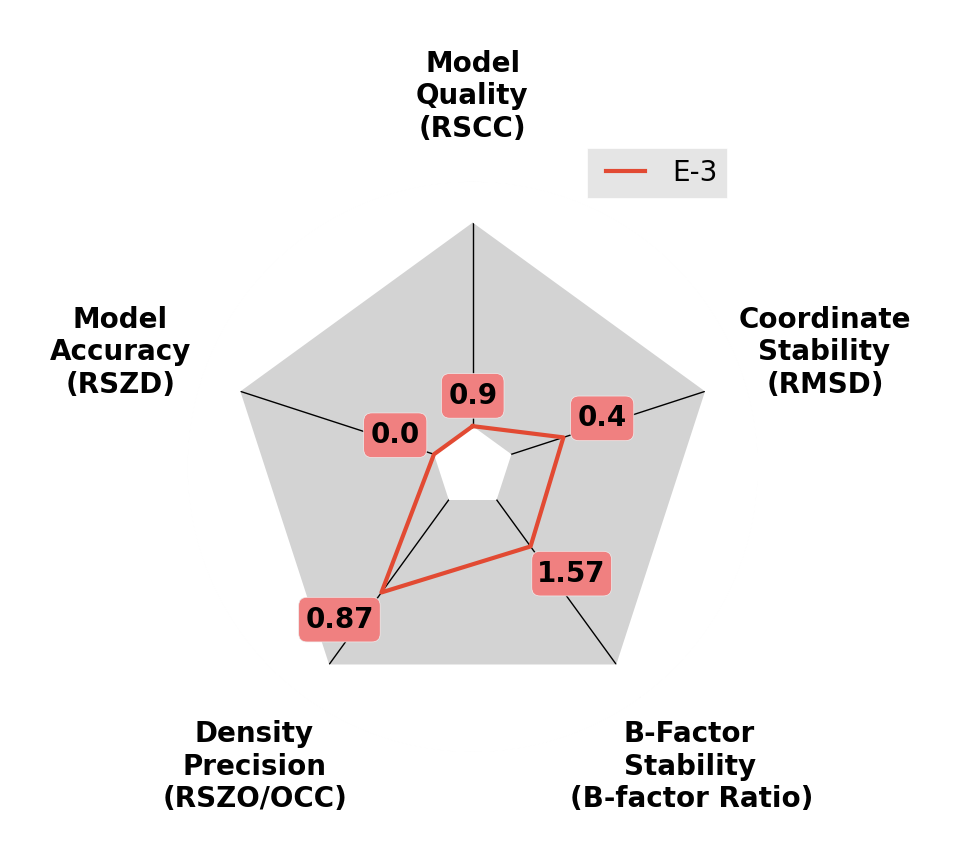 Model
Quality
(RSCC)
E-3
Model
Accuracy
(RSZD)
Coordinate
Stability
(RMSD)
0.9
0.4
0.0
1.57
0.87
Density
Precision
(RSZO/OCC)
B-Factor
Stability
(B-factor Ratio)